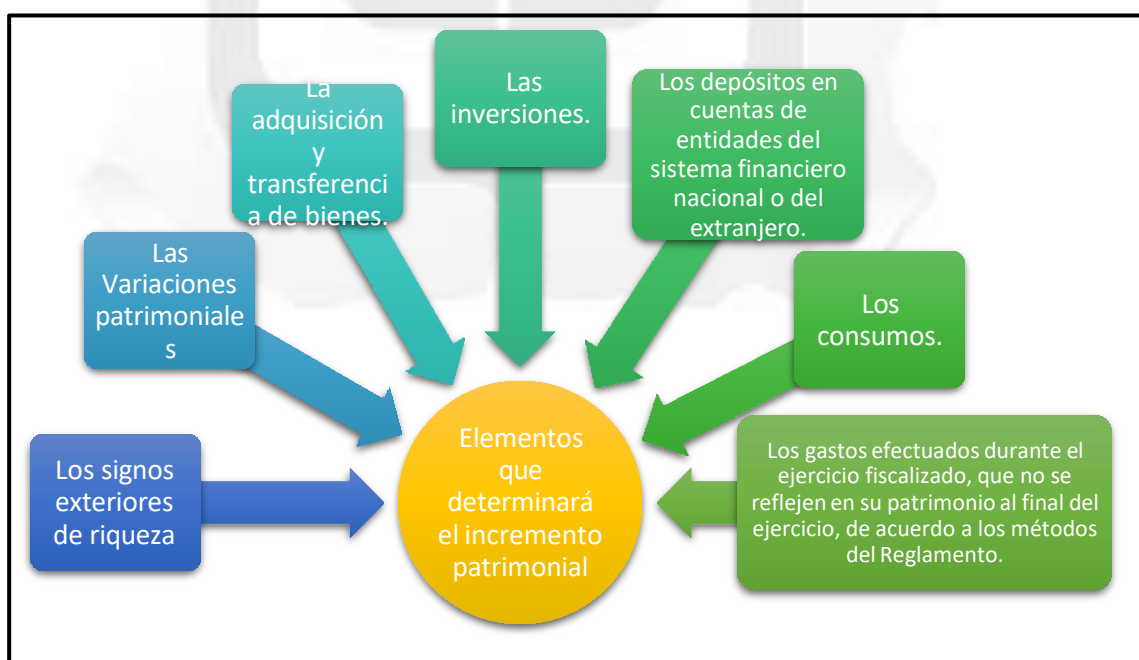 Los signos
exteriores
de riqueza
Las
Variaciones
patrimoniale
s
La
adquisición
y
transferenci
a de bienes.
Las
inversiones.
Los depósitos en
cuentas de
entidades del
sistema financiero
nacional o del
extranjero.
Los
consumos.
Los gastos efectuados durante el
ejercicio fiscalizado, que no se
reflejen en su patrimonio al final del
ejercicio, de acuerdo a los métodos
del Reglamento.
Elementos
que
determinará
el incremento
patrimonial